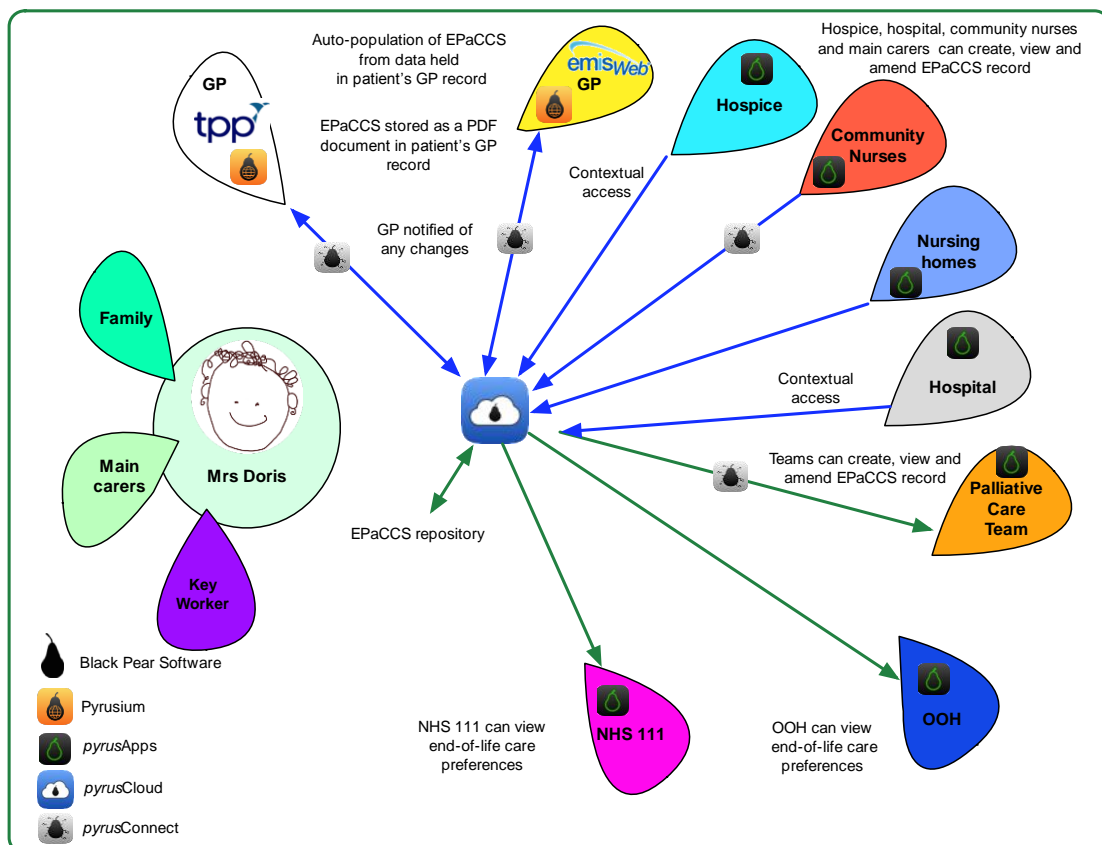 Auto-population of EPaCCS
from data held
in patient's GP record
EPaCCS stored as a PDF
document in patient's GP
record
GP
tpp
emisWeb
GP
Hospice
Hospice, hospital, community nurses
and main carers can create, view and
amend EPaCCS record
Community
Nurses
Contextual
access
GP notified of
any changes
Nursing
homes
Family
Hospital
Contextual
access
Main
carers
Mrs Doris
Teams can create, view and
amend EPaCCS record
Palliative
Care
Team
EPaCCS repository
Key
Worker
Black Pear Software
Pyrusium
pyrusApps
pyrusCloud
pyrusConnect
NHS 111 can view
end-of-life care
preferences
NHS 111
OOH can view
end-of-life care
preferences
OOH